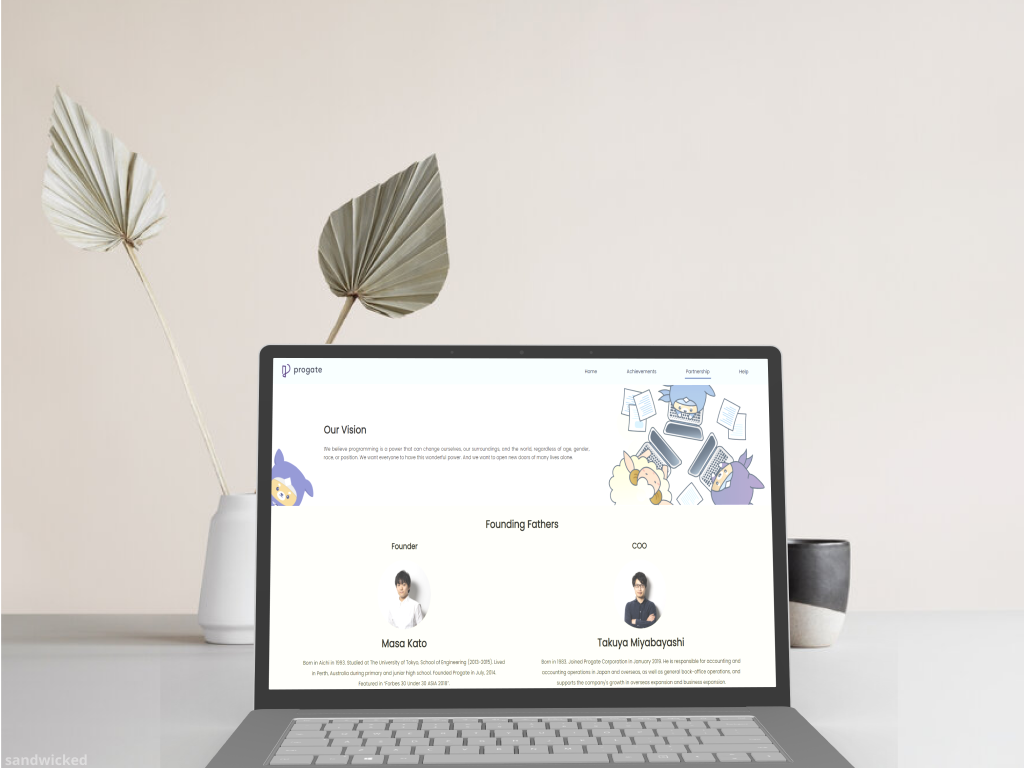 progate
Home Achievements Partnership Help
Our Vision
We believe programming is a power that can change ourselves, our surroundings, and the world, regardless of age, gender,
race, or position. We want everyone to have this wonderful power. And we want to open new doors of many lives alone.
Founding Fathers
Founder
COO
Masa Kato
Takuya Miyabayashi
Born in Aichi in 1993. Studied at The University of Tokyo, School of Engineering (2013-2015). Lived
in Perth, Australia during primary and junior high school. Founded Progate in July, 2014.
Featured in "Forbes 30 Under 30 ASIA 2018".
Born in 1983. Joined Progate Corporation in January 2019. He is responsible for accounting and
accounting operations in Japan and overseas, as well as general back-office operations, and
supports the company's growth in overseas expansion and business expansion.
sandwicked